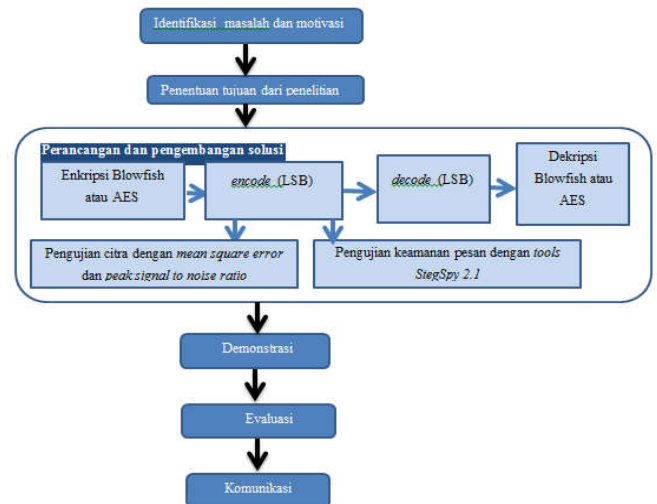 Identifikasi masalah dan motivasi
Penentuan tujuan dari penelitian
Perancangan dan pengembangan solusi
Enkripsi Blowfish
atau AES
encode (LSB)
decode (LSB)
Dekripsi
Blowfish atau
AES
Pengujian citra dengan mean square error
dan peak signal to noise ratio
Pengujian keamanan pesan dengan tools
StegSpy 2.1
Demonstrasi
Evaluasi
Komunikasi